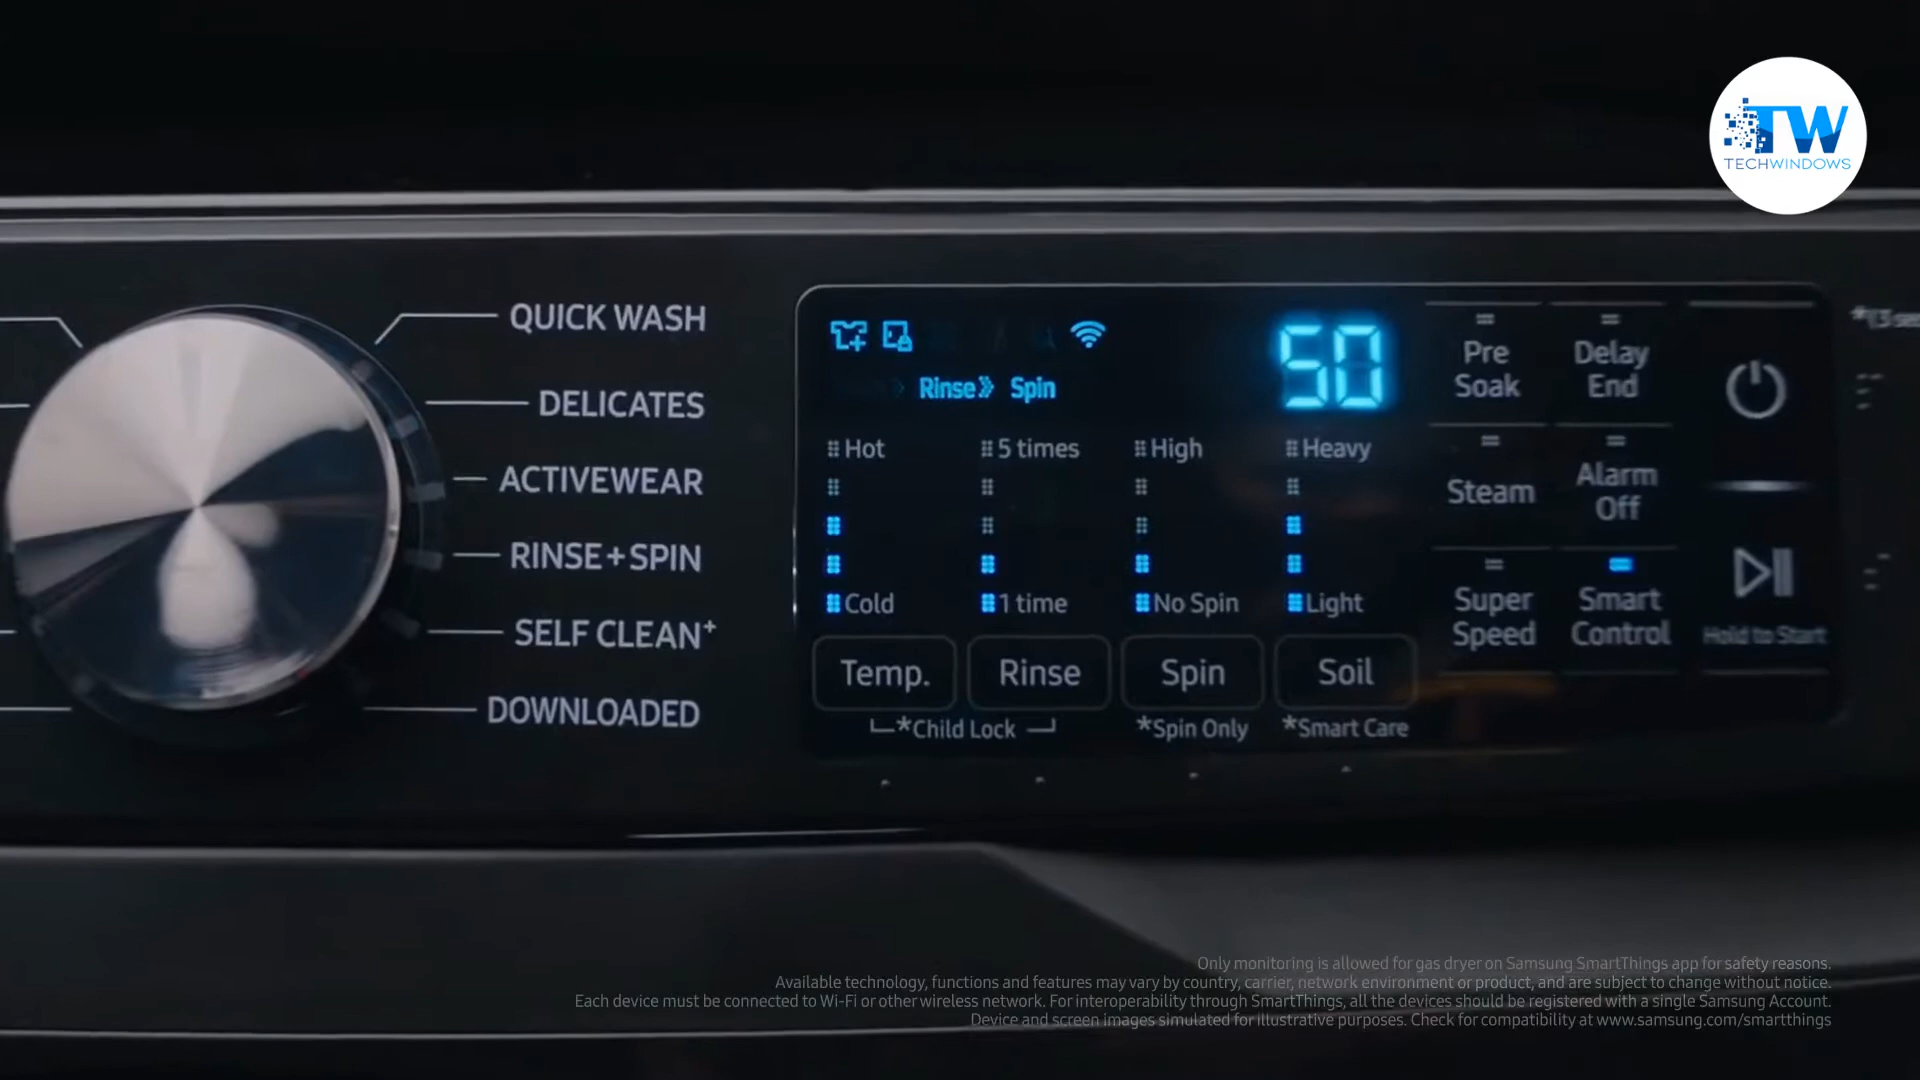 TW
TECHWINDOWS
QUICK WASH
DELICATES
ACTIVEWEAR
RINSE+SPIN
SELF CLEAN+
DOWNLOADED
50
Rinse Spin
Hot 5 times High Heavy
Cold 1 time No Spin Light
Temp. Rinse Spin Soil
*Child Lock *Spin Only *Smart Care
Pre
Soak
Delay
End
Steam
Alarm
Off
Super
Speed
Smart
Control
Hold to Start
Only monitoring is allowed for gas dryer on Samsung SmartThings app for safety reasons.
Available technology, functions and features may vary by country, carrier, network environment or product, and are subject to change without notice.
Each device must be connected to Wi-Fi or other wireless network. For interoperability through SmartThings, all the devices should be registered with a single Samsung Account.
Device and screen images simulated for illustrative purposes. Check for compatibility at www.samsung.com/smartthings